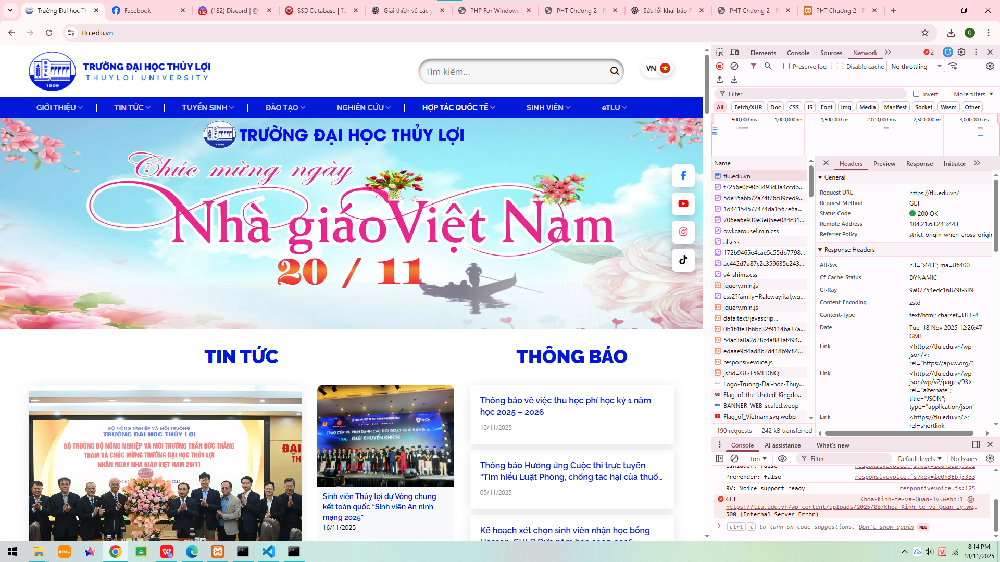 Trường Đại học Th
Facebook
(182) Discord | @l
SSD Database | Te
Giải thích về các y
PHP For Windows
PHT Chương 2 - P
Sửa lỗi khai báo P
PHT Chương 2 - P
PHT Chương 2 - P
tlu.edu.vn
TRƯỜNG ĐẠI HỌC THỦY LỢI
THUYLOI UNIVERSITY
1959
Tìm kiếm...
VN
GIỚI THIỆU
TIN TỨC
TUYỂN SINH
ĐÀO TẠO
NGHIÊN CỨU
HỢP TÁC QUỐC TẾ
SINH VIÊN
eTLU
TRƯỜNG ĐẠI HỌC THỦY LỢI
Chúc mừng ngày
Nhà giáo Việt Nam
20 / 11
TIN TỨC
THÔNG BÁO
BỘ NÔNG NGHIỆP VÀ MÔI TRƯỜNG
TRƯỜNG ĐẠI HỌC THỦY LỢI
BỘ TRƯỞNG BỘ NÔNG NGHIỆP VÀ MÔI TRƯỜNG TRẦN ĐỨC THẮNG
THĂM VÀ CHÚC MỪNG TRƯỜNG ĐẠI HỌC THỦY LỢI
NHÂN NGÀY NHÀ GIÁO VIỆT NAM 20/11
TRAO CÚP VÀ VINH DANH CÁC ĐỘI ĐOẠT GIẢI BẢNG A
GIẢI KHUYẾN KHÍCH
NCA
Sinh viên Thủy lợi dự Vòng chung
kết toàn quốc “Sinh viên An ninh
mạng 2025”
16/11/2025
Thông báo về việc thu học phí học kỳ 1 năm
học 2025 – 2026
10/11/2025
Thông báo Hưởng ứng Cuộc thi trực tuyến
“Tìm hiểu Luật Phòng, chống tác hại của thuố...
05/11/2025
Kế hoạch xét chọn sinh viên nhận học bổng
Elements
Console
Sources
Network
2
Preserve log
Disable cache
No throttling
Filter
Invert
More filters
All
Fetch/XHR
Doc
CSS
JS
Font
Img
Media
Manifest
Socket
Wasm
Other
500,000 ms
1,000,000 ms
1,500,000 ms
2,000,000 ms
2,500,000 ms
3,000,000 ms
Name
tlu.edu.vn
f7256e0c90b3493d3a4ccdb...
5de35a6b72a74f76c89ced9...
1d44154577474da1567e6a...
706ea6e930e3e85ee084c31...
owl.carousel.min.css
all.css
172b9465e4cae5c55db7798...
ac442d7a87c2c359635e243...
v4-shims.css
jquery.min.js
css2?family=Raleway:ital,wg...
jquery.min.js
data:text/javascrip...
0b1f4fe3b6bc32f9114ba37a...
54ac3a0a2d28c4a883af494...
edaae9d4ad8b2d418b9c84...
responsivevoice.js
js?id=GT-T5MFDNQ
Logo-Truong-Dai-hoc-Thuy...
Flag_of_the_United_Kingdo...
BANNER-WEB-scaled.webp
Flag_of_Vietnam.svg.webp
190 requests
242 kB transferred
Headers
Preview
Response
Initiator
General
Request URL
https://tlu.edu.vn/
Request Method
GET
Status Code
200 OK
Remote Address
104.21.63.243:443
Referrer Policy
strict-origin-when-cross-origin
Response Headers
Alt-Svc
h3=":443"; ma=86400
Cf-Cache-Status
DYNAMIC
Cf-Ray
9a07754edc16879f-SIN
Content-Encoding
zstd
Content-Type
text/html; charset=UTF-8
Date
Tue, 18 Nov 2025 12:26:47
GMT
Link
<https://tlu.edu.vn/wp-
json/>;
rel="https://api.w.org/"
Link
<https://tlu.edu.vn/wp-
json/wp/v2/pages/93>;
rel="alternate";
title="JSON";
type="application/json"
Link
<https://tlu.edu.vn/>;
rel=shortlink
Console
AI assistance
What's new
top
Filter
Default levels
No Issues
isHidden: false
responsivevoice.js?key=ie0h3Ebj:332
Prerender: false
responsivevoice.js?key=ie0h3Ebj:333
RV: Voice support ready
responsivevoice.js:125
GET
Khoa-Kinh-te-va-Quan-ly.webp:1
https://tlu.edu.vn/wp-content/uploads/2025/08/Khoa-Kinh-te-va-Quan-ly.we...
500 (Internal Server Error)
ctrl i to turn on code suggestions. Don't show again NEW
8:14 PM
18/11/2025